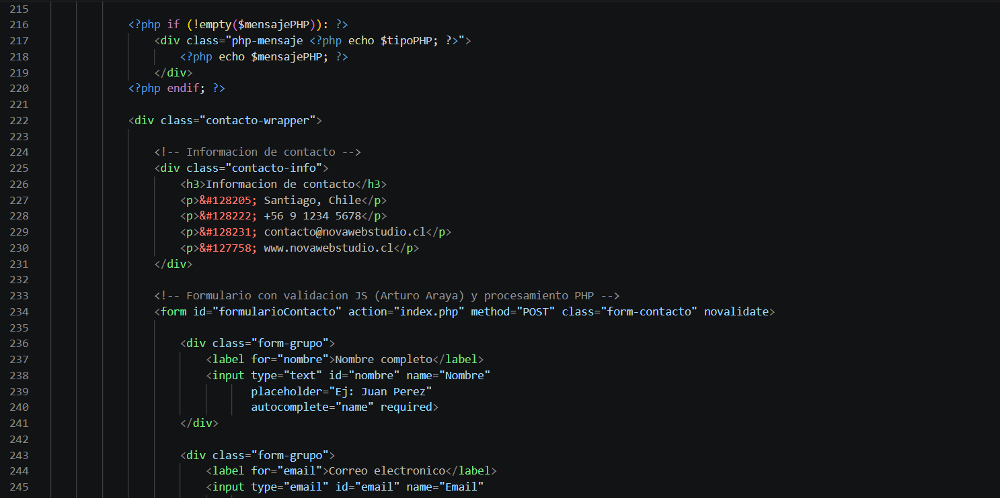 215
216 <?php if (!empty($mensajePHP)): ?>
217 <div class="php-mensaje <?php echo $tipoPHP; ?>">
218 <?php echo $mensajePHP; ?>
219 </div>
220 <?php endif; ?>
221
222 <div class="contacto-wrapper">
223
224 <!-- Informacion de contacto -->
225 <div class="contacto-info">
226 <h3>Informacion de contacto</h3>
227 <p>&#128205; Santiago, Chile</p>
228 <p>&#128222; +56 9 1234 5678</p>
229 <p>&#128231; contacto@novawebstudio.cl</p>
230 <p>&#127758; www.novawebstudio.cl</p>
231 </div>
232
233 <!-- Formulario con validacion JS (Arturo Araya) y procesamiento PHP -->
234 <form id="formularioContacto" action="index.php" method="POST" class="form-contacto" novalidate>
235
236 <div class="form-grupo">
237 <label for="nombre">Nombre completo</label>
238 <input type="text" id="nombre" name="Nombre"
239 placeholder="Ej: Juan Perez"
240 autocomplete="name" required>
241 </div>
242
243 <div class="form-grupo">
244 <label for="email">Correo electronico</label>
245 <input type="email" id="email" name="Email"